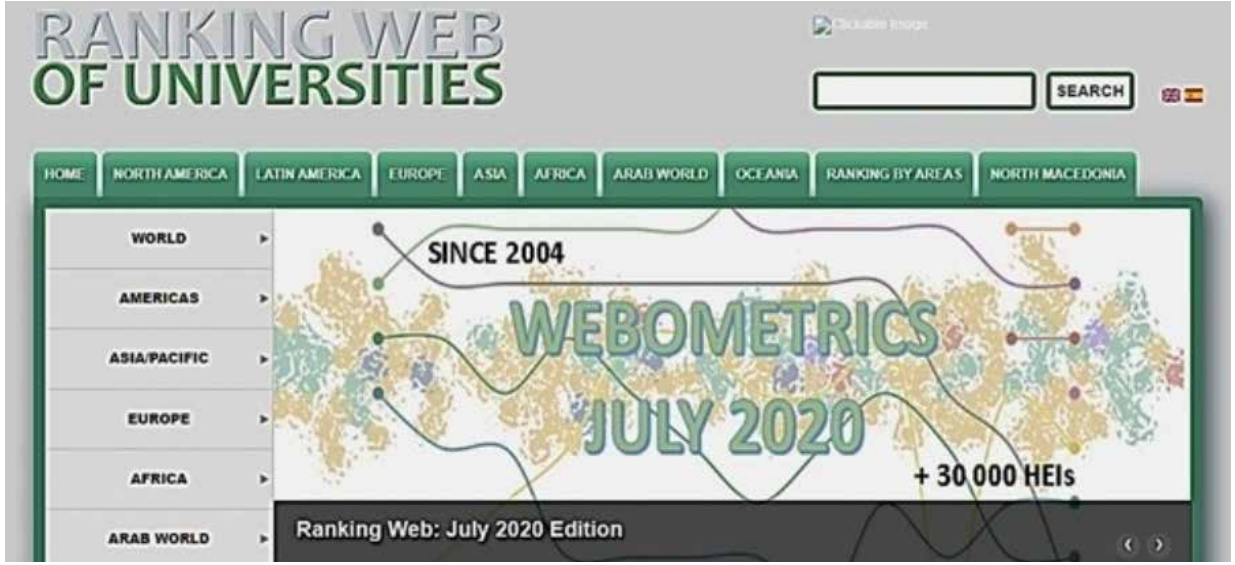 RANKING WEB
OF UNIVERSITIES
Clickable Image
SEARCH
HOME NORTH AMERICA LATIN AMERICA EUROPE ASIA AFRICA ARAB WORLD OCEANIA RANKING BY AREAS NORTH MACEDONIA
WORLD
AMERICAS
ASIA/PACIFIC
EUROPE
AFRICA
ARAB WORLD
SINCE 2004
WEBOMETRICS
JULY 2020
+ 30 000 HEIs
Ranking Web: July 2020 Edition